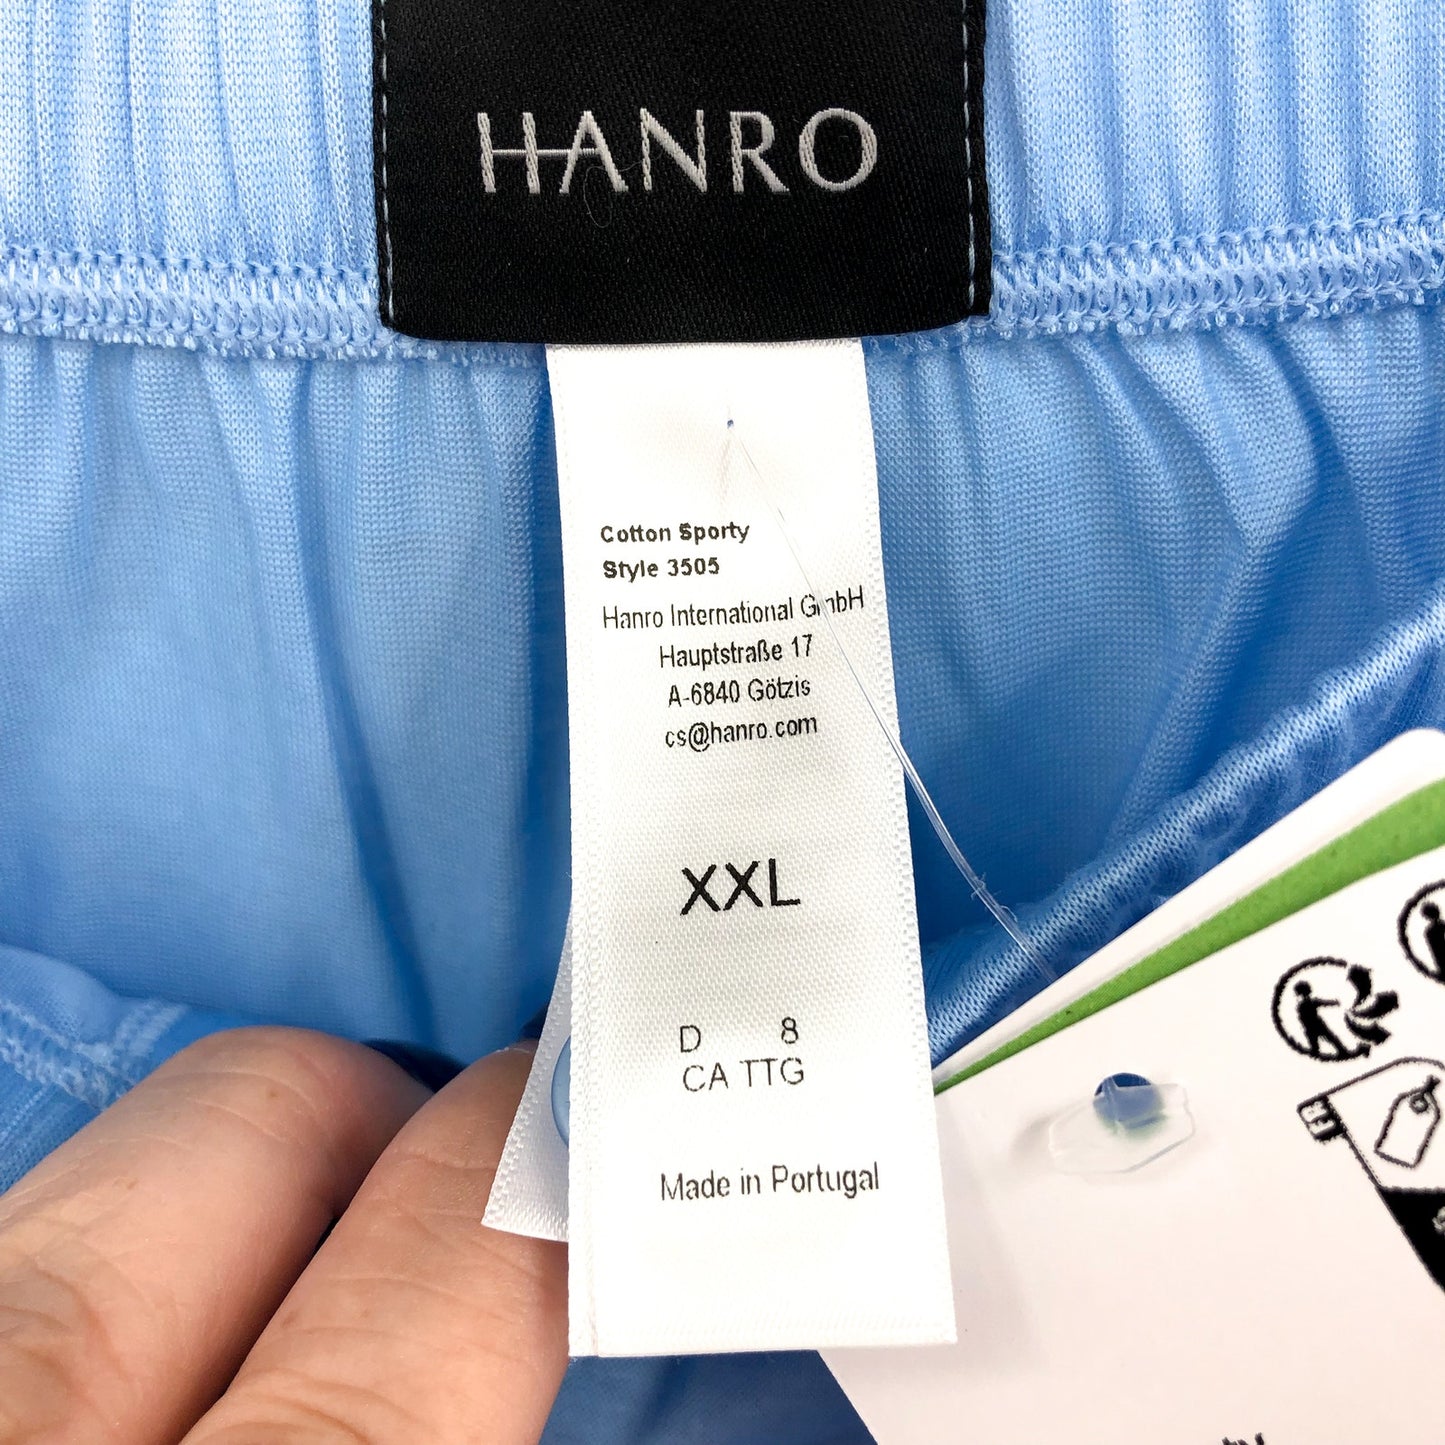 HANRO
Cotton Sporty
Style 3505
Hanro International GmbH
Hauptstraße 17
A-6840 Götzis
cs@hanro.com
XXL
D 8
CA TTG
Made in Portugal